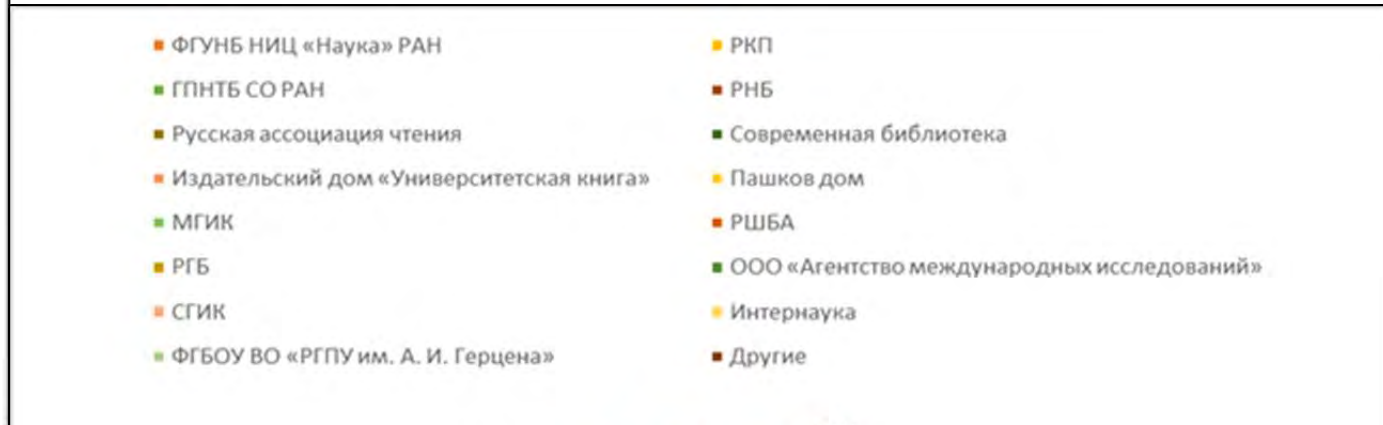 ФГУНБ НИЦ «Наука» РАН
РКП
ГПНТБ СО РАН
РНБ
Русская ассоциация чтения
Современная библиотека
Издательский дом «Университетская книга»
Пашков дом
МГИК
РШБА
РГБ
ООО «Агентство международных исследований»
СГИК
Интернаука
ФГБОУ ВО «РГПУ им. А. И. Герцена»
Другие